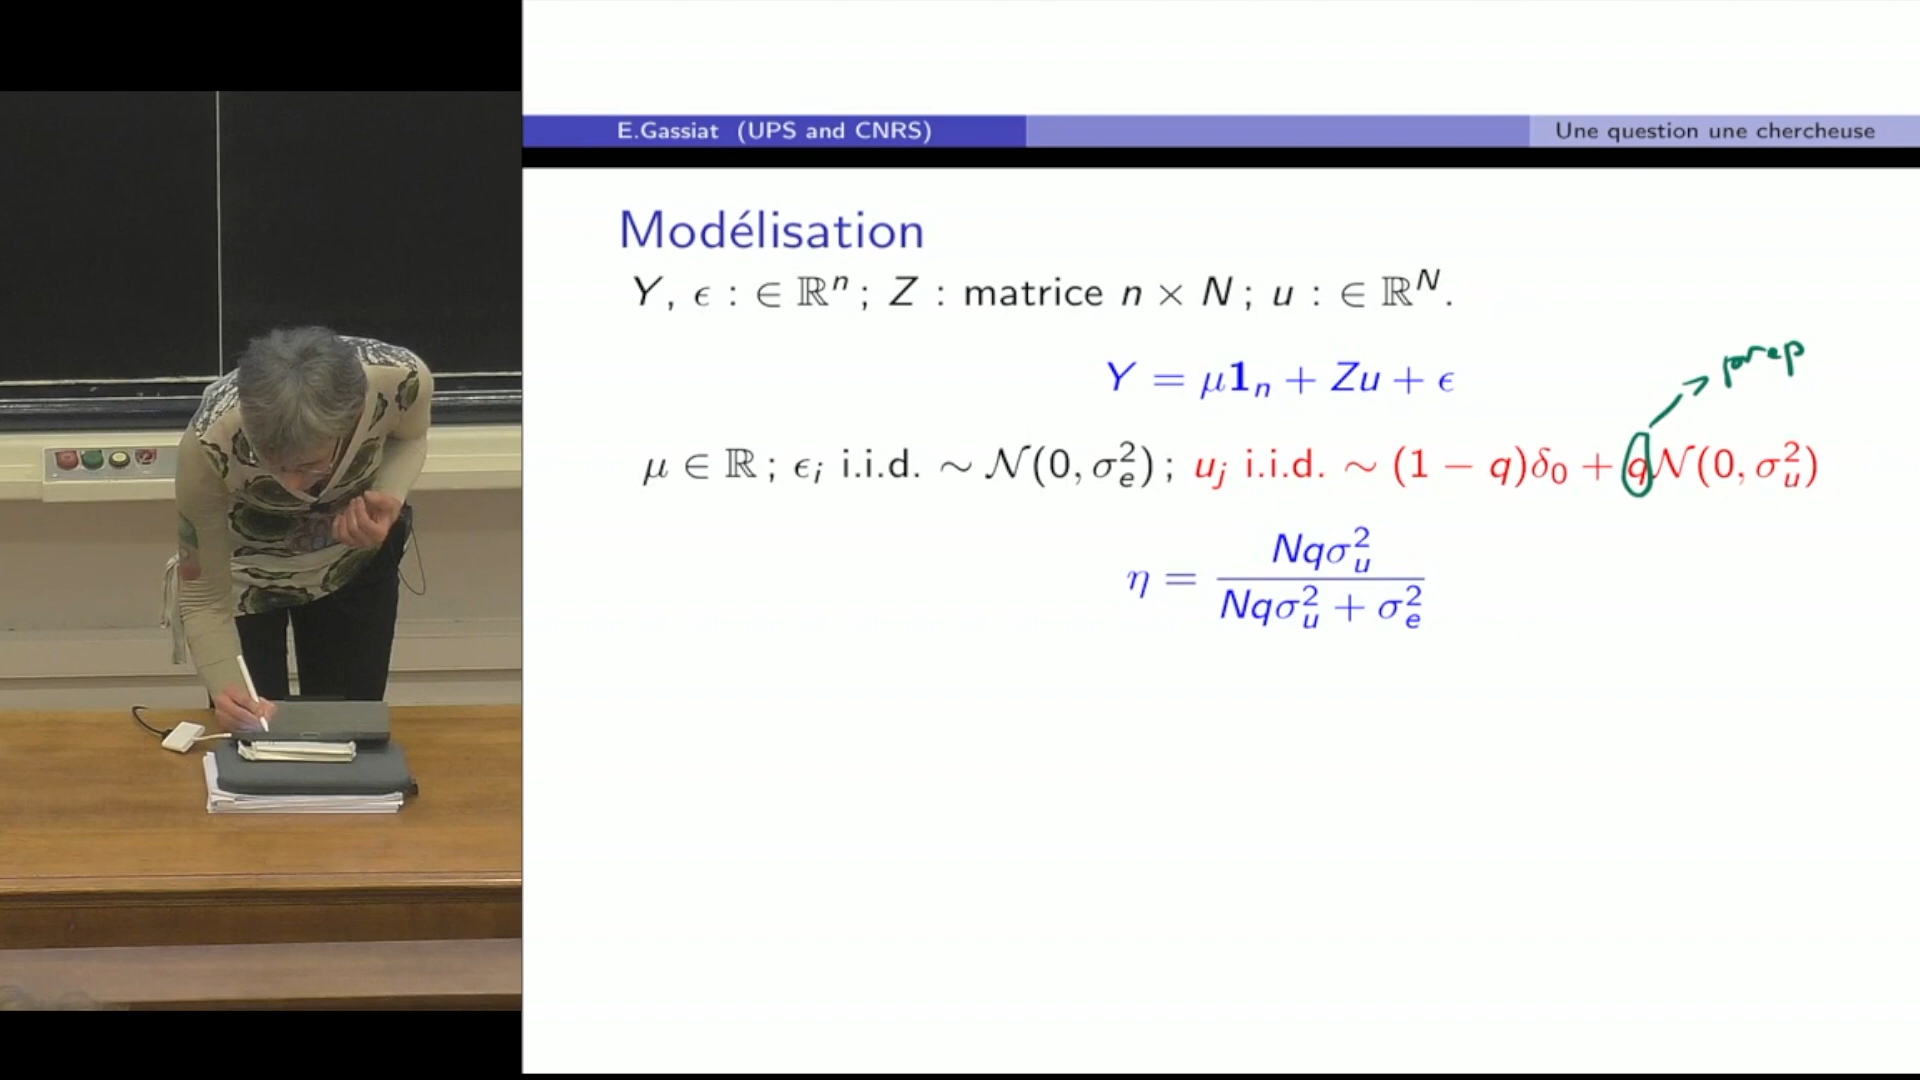 E.Gassiat (UPS and CNRS) Une question une chercheuse
Modélisation
Y, ϵ : ∈ ℝⁿ ; Z : matrice n × N ; u : ∈ ℝᴺ.
Y = μ𝟏ₙ + Zu + ϵ
prep
μ ∈ ℝ ; ϵᵢ i.i.d. ∼ 𝒩(0, σₑ²) ; uⱼ i.i.d. ∼ (1 − q)δ₀ + q𝒩(0, σᵤ²)
η = Nqσᵤ² / (Nqσᵤ² + σₑ²)